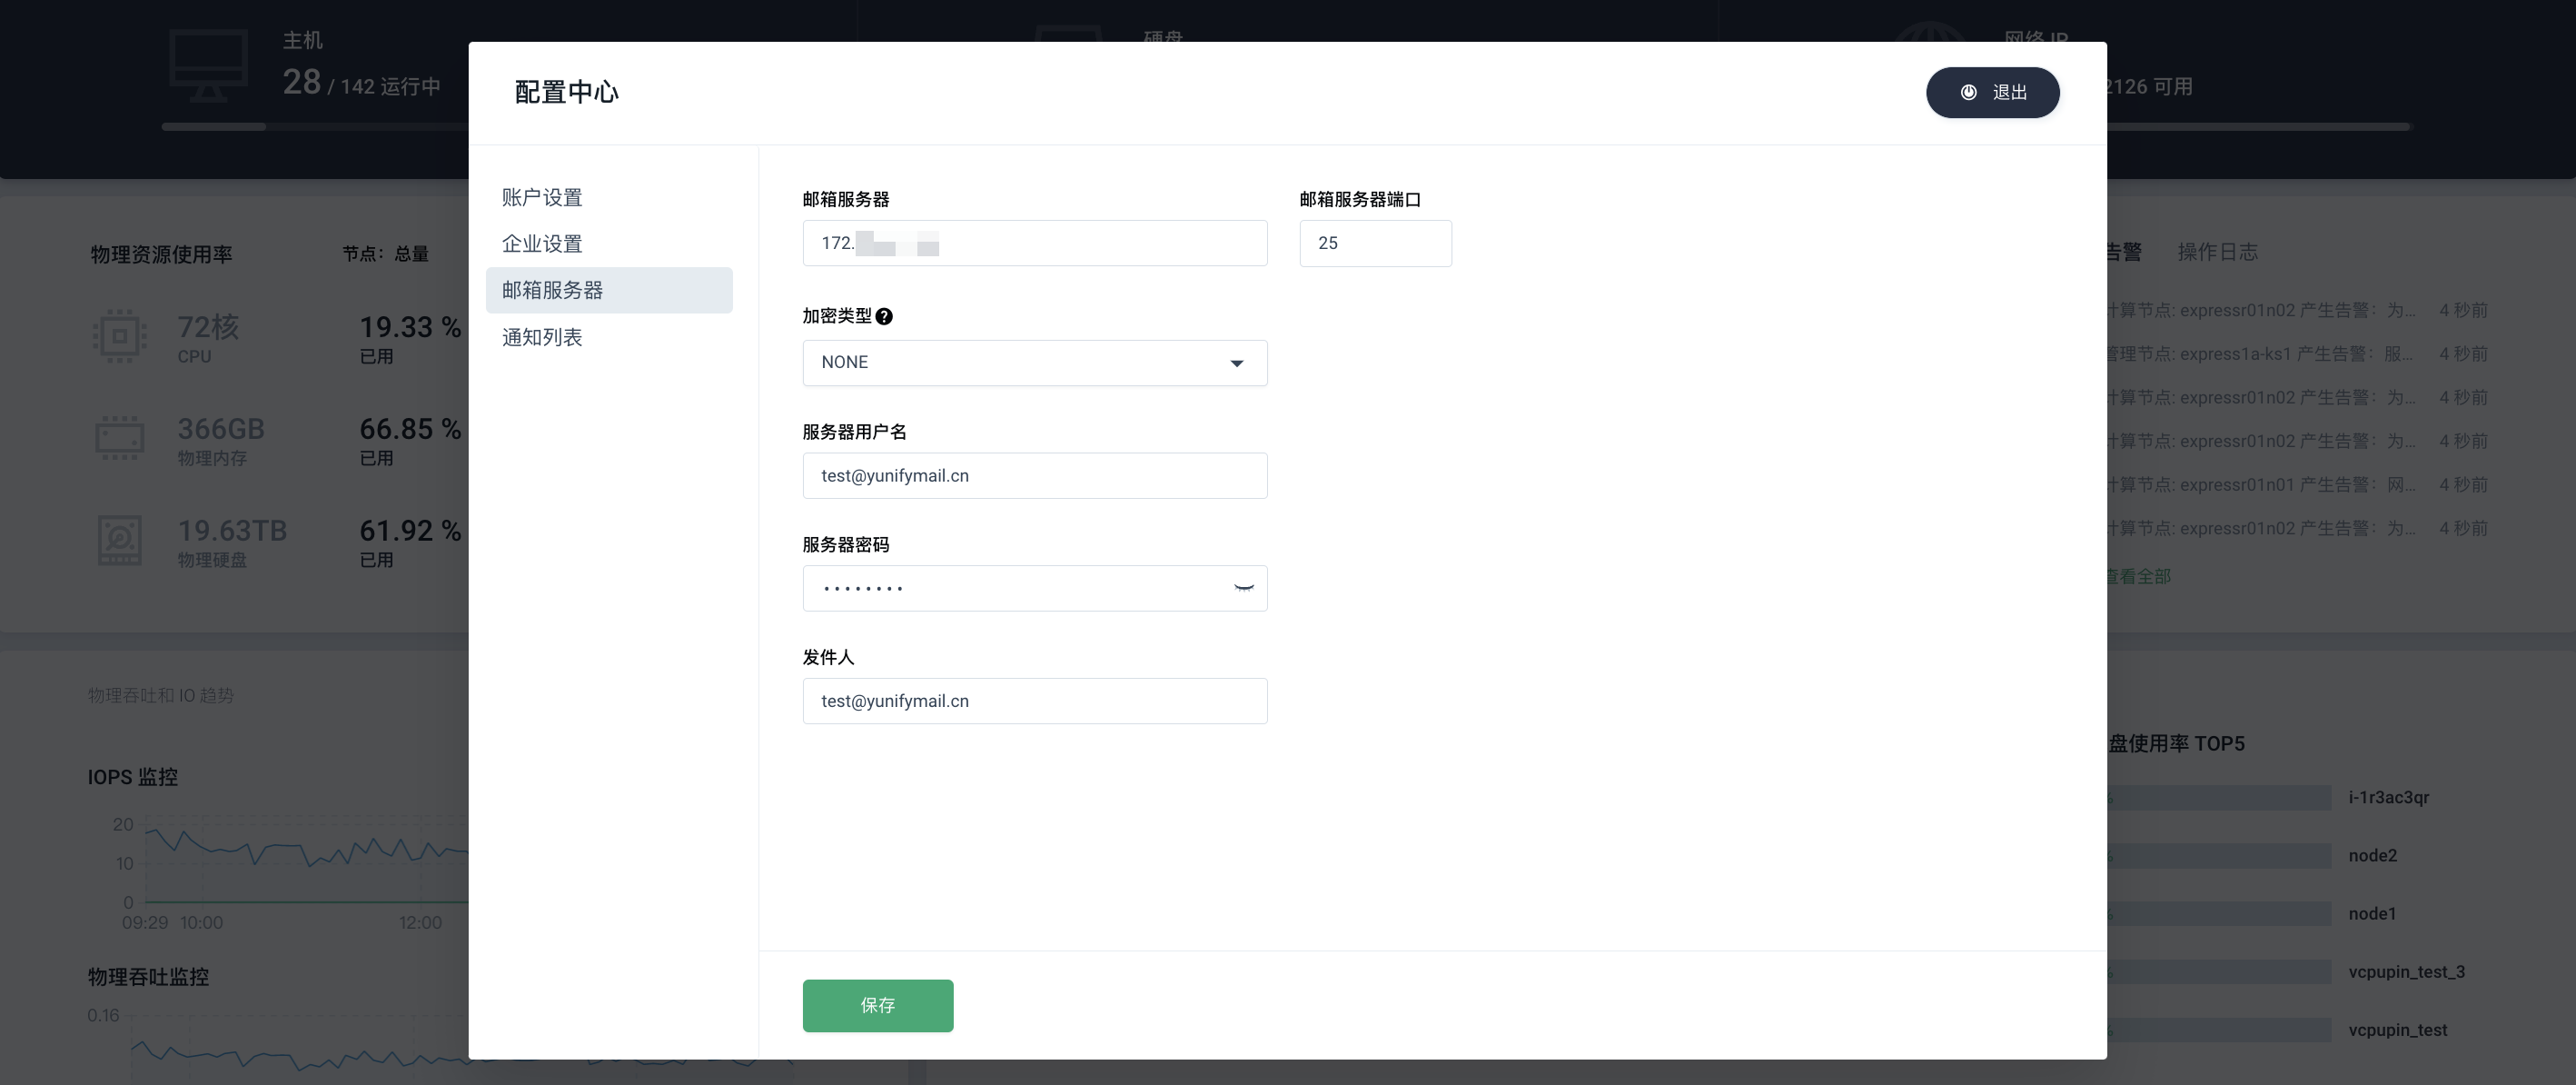 主机
28 / 142 运行中
硬盘
网络 IP
2126 可用
配置中心
退出
账户设置
企业设置
邮箱服务器
通知列表
邮箱服务器
172.
邮箱服务器端口
25
加密类型
NONE
服务器用户名
test@yunifymail.cn
服务器密码
••••••••
发件人
test@yunifymail.cn
保存
物理资源使用率
节点：总量
72核
CPU
19.33 %
已用
366GB
物理内存
66.85 %
已用
19.63TB
物理硬盘
61.92 %
已用
告警
操作日志
计算节点: expressr01n02 产生告警：为... 4 秒前
管理节点: express1a-ks1 产生告警：服... 4 秒前
计算节点: expressr01n02 产生告警：为... 4 秒前
计算节点: expressr01n02 产生告警：为... 4 秒前
计算节点: expressr01n01 产生告警：网... 4 秒前
计算节点: expressr01n02 产生告警：为... 4 秒前
查看全部
物理吞吐和 IO 趋势
IOPS 监控
20
10
0
09:29 10:00 12:00
物理吞吐监控
0.16
盘使用率 TOP5
i-1r3ac3qr
node2
node1
vcpupin_test_3
vcpupin_test